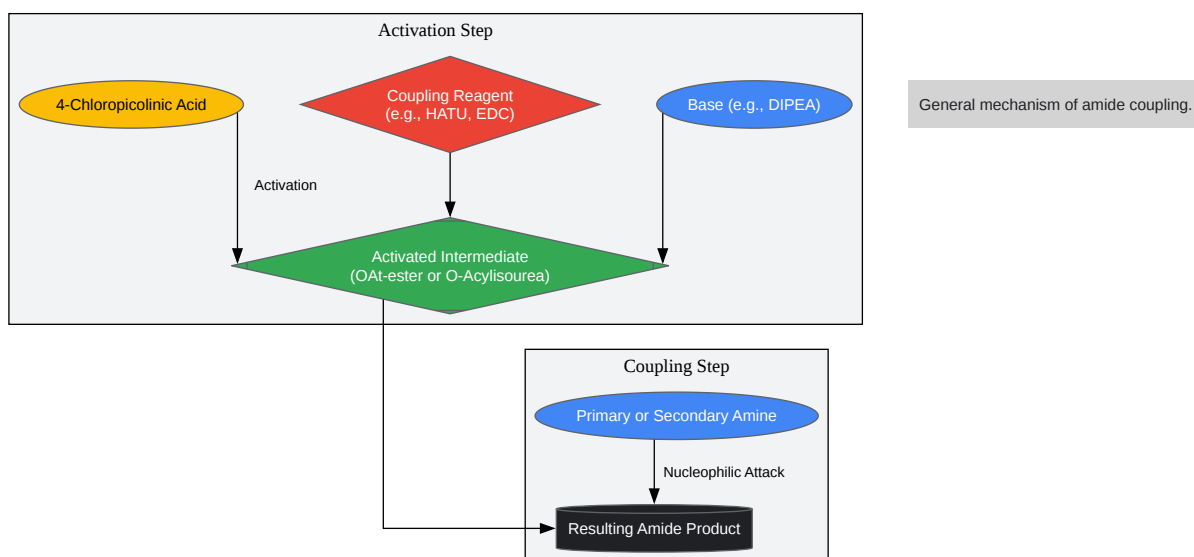 Activation Step
4-Chloropicolinic Acid
Coupling Reagent
(e.g., HATU, EDC)
Base (e.g., DIPEA)
General mechanism of amide coupling.
Activation
Activated Intermediate
(OAt-ester or O-Acylisourea)
Coupling Step
Primary or Secondary Amine
Nucleophilic Attack
Resulting Amide Product